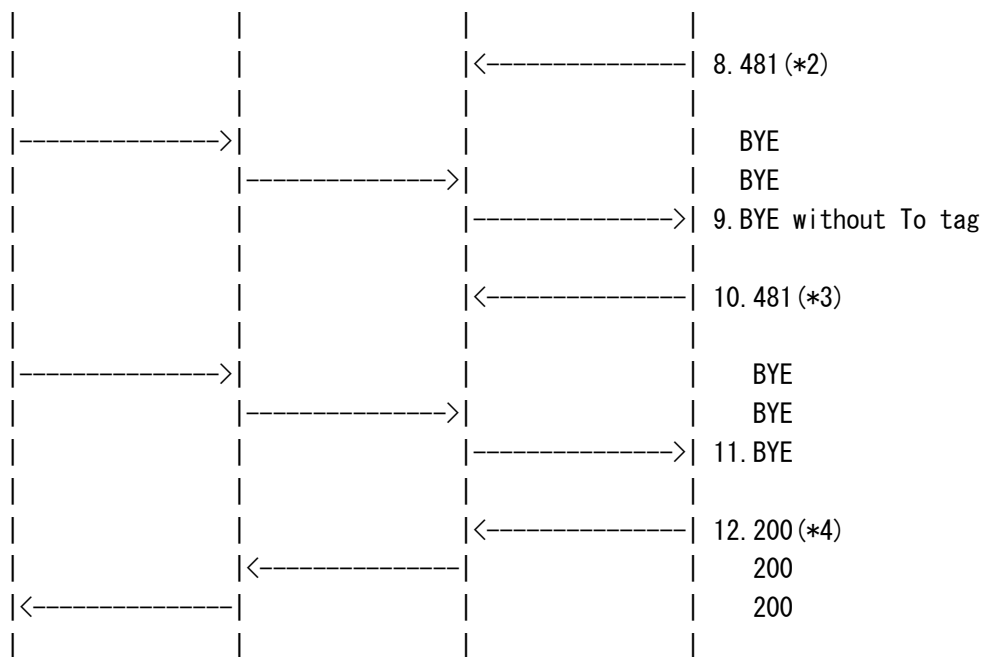 8.481(*2)
BYE
BYE
9.BYE without To tag
10.481(*3)
BYE
BYE
11.BYE
12.200(*4)
200
200